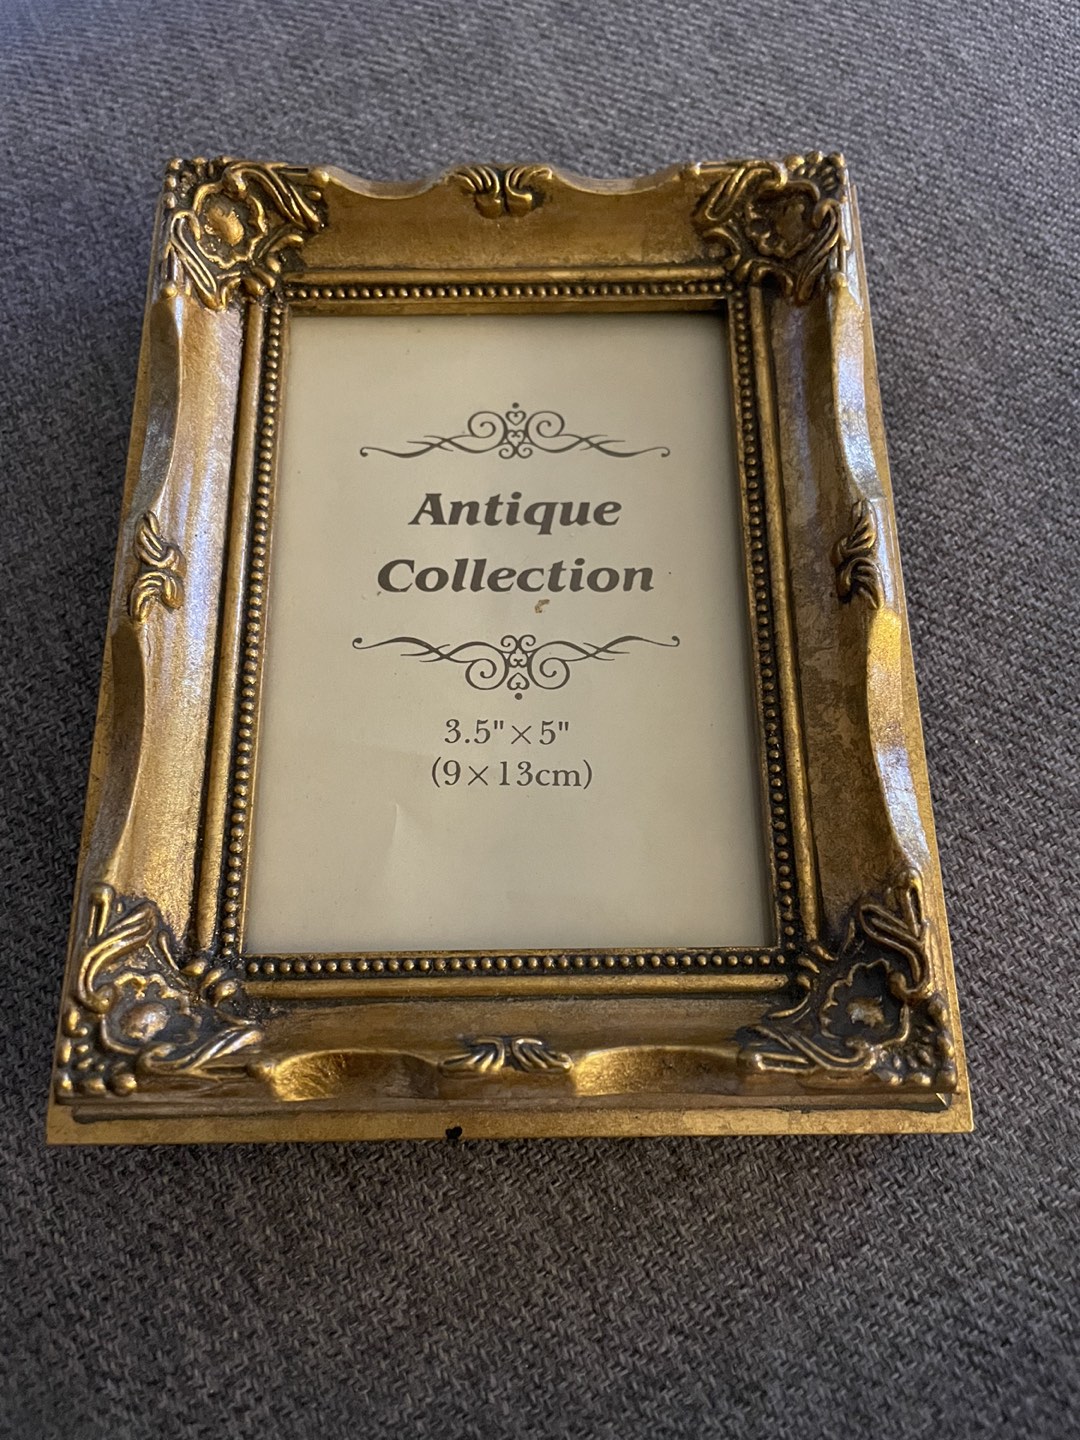 Antique
Collection
3.5"×5"
(9×13cm)